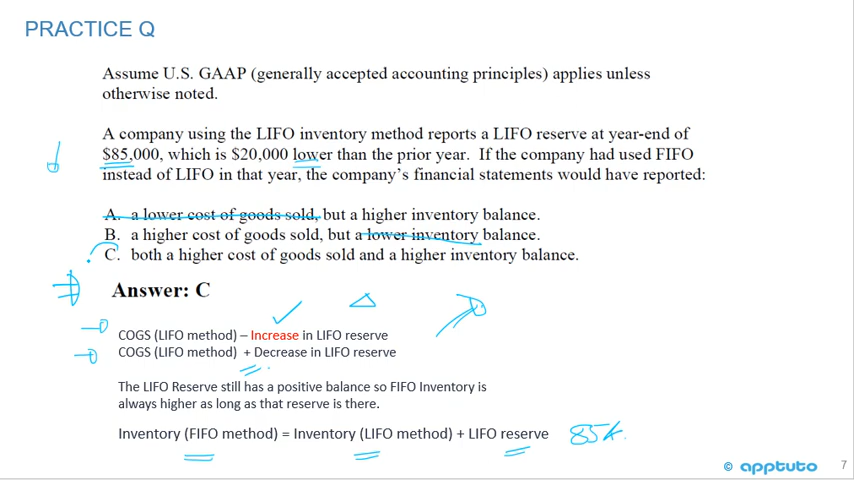 PRACTICE Q
Assume U.S. GAAP (generally accepted accounting principles) applies unless
otherwise noted.
A company using the LIFO inventory method reports a LIFO reserve at year-end of
$85,000, which is $20,000 lower than the prior year. If the company had used FIFO
instead of LIFO in that year, the company's financial statements would have reported:
A. a lower cost of goods sold, but a higher inventory balance.
B. a higher cost of goods sold, but a lower inventory balance.
C. both a higher cost of goods sold and a higher inventory balance.
Answer: C
COGS (LIFO method) – Increase in LIFO reserve
COGS (LIFO method) + Decrease in LIFO reserve
The LIFO Reserve still has a positive balance so FIFO Inventory is
always higher as long as that reserve is there.
Inventory (FIFO method) = Inventory (LIFO method) + LIFO reserve 85k
© apptuto 7